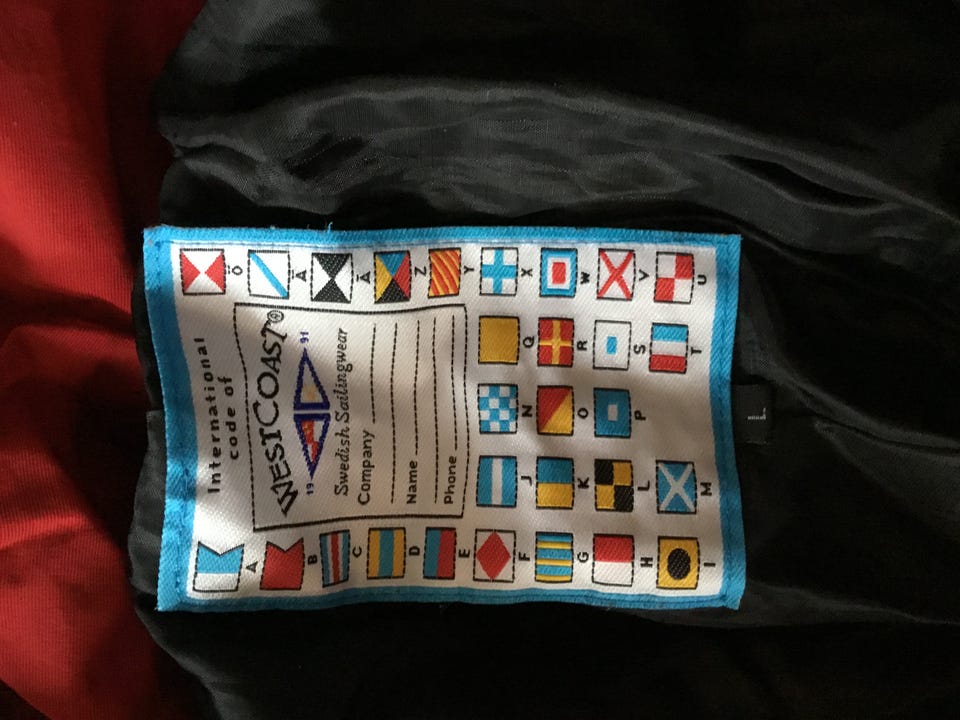 International
code of
WESTCOAST®
19 91
Swedish Sailingwear
Company
Name
Phone
A
B
C
D
E
F
G
H
I
J
K
L
M
N
O
P
Q
R
S
T
U
V
W
X
Y
Z
Å
Ä
Ö
L